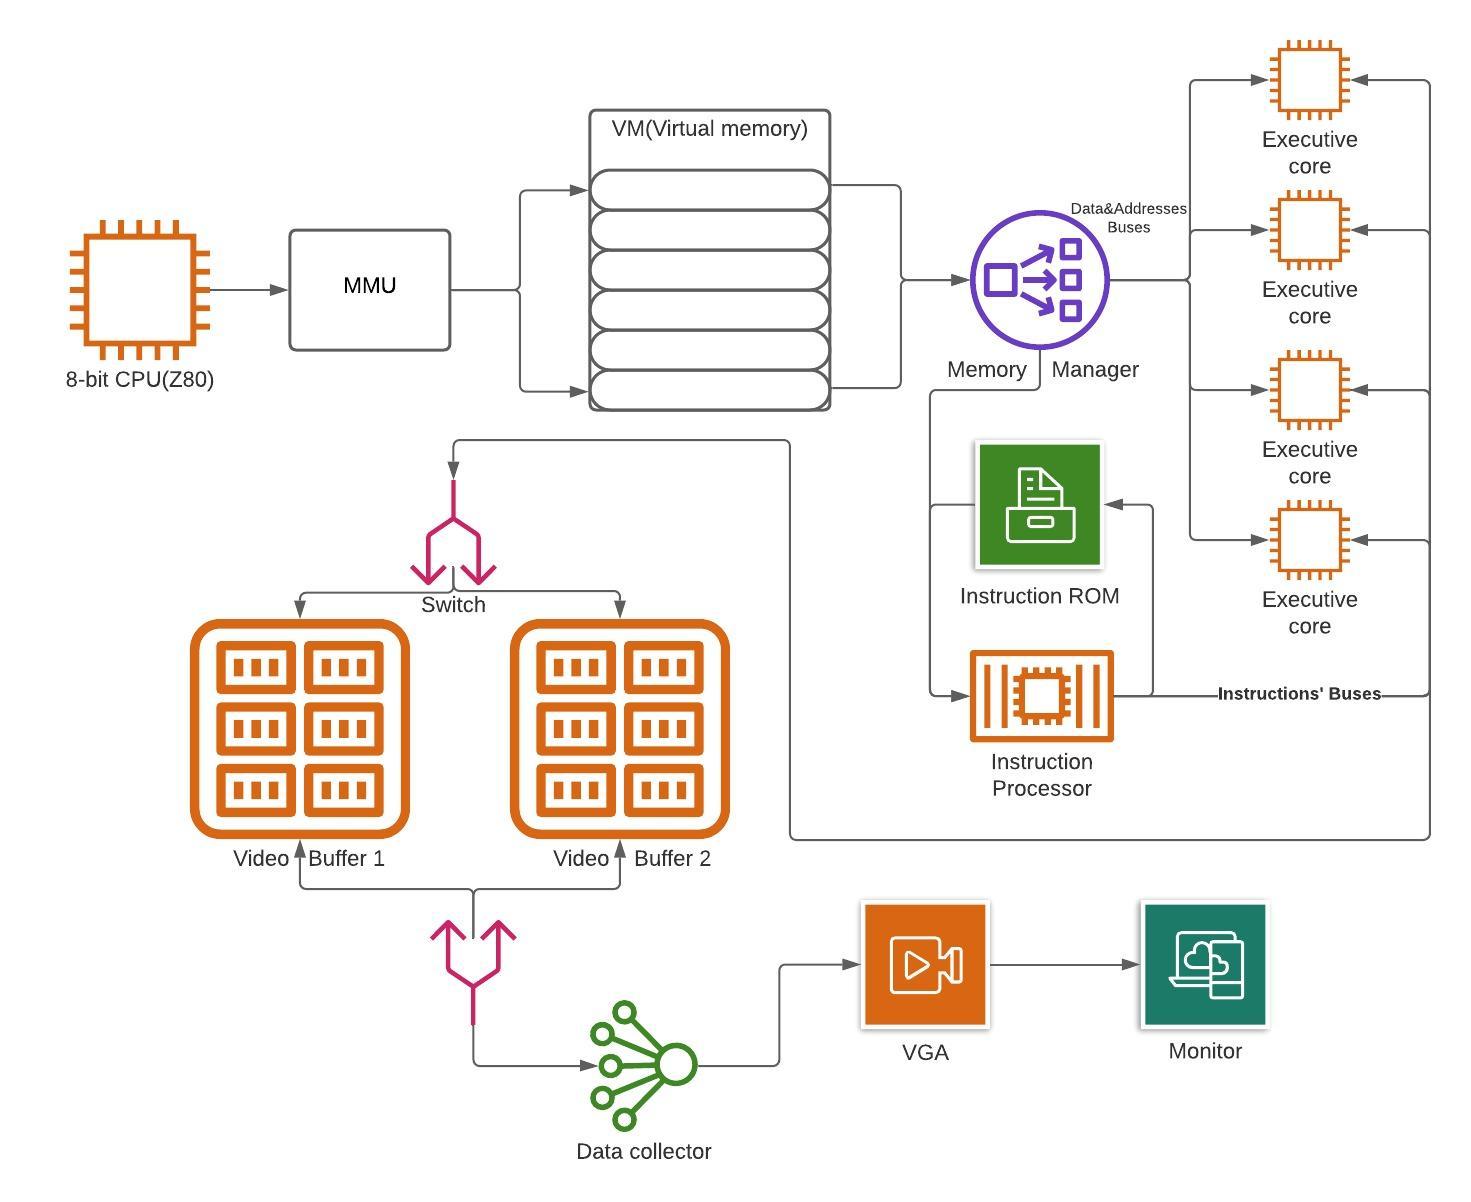 VM(Virtual memory)
Executive
core
Data&Addresses
Buses
Executive
core
MMU
8-bit CPU(Z80)
Memory Manager
Executive
core
Instruction ROM
Executive
core
Switch
Instructions' Buses
Instruction
Processor
Video Buffer 1
Video Buffer 2
VGA
Monitor
Data collector